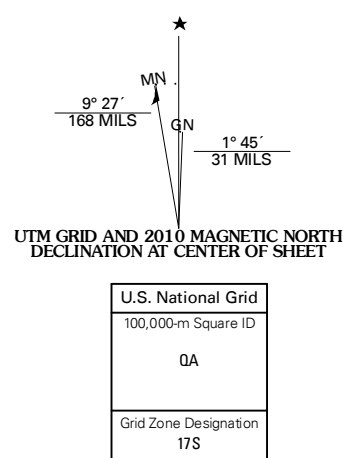 ★
MN
GN
9° 27´
168 MILS
1° 45´
31 MILS
UTM GRID AND 2010 MAGNETIC NORTH
DECLINATION AT CENTER OF SHEET
U.S. National Grid
100,000-m Square ID
QA
Grid Zone Designation
17S